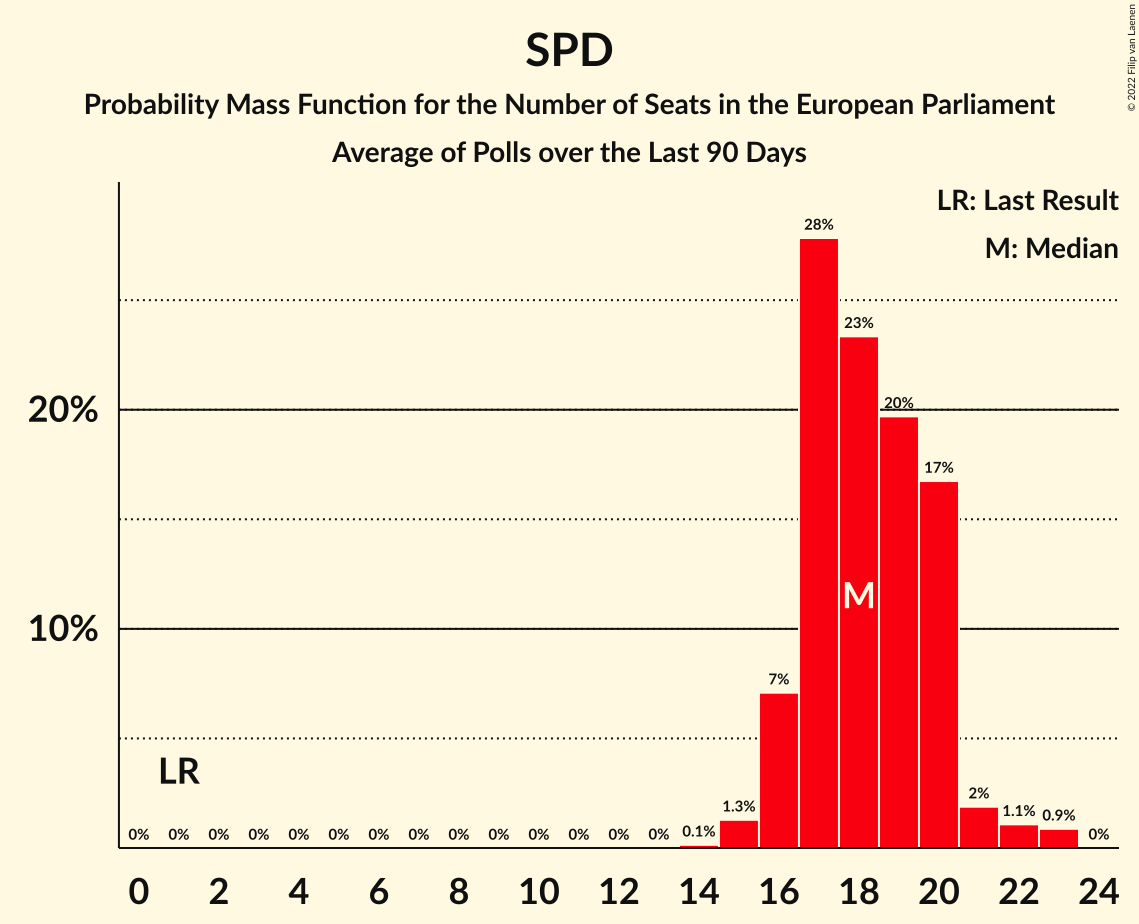 SPD
Probability Mass Function for the Number of Seats in the European Parliament
Average of Polls over the Last 90 Days
© 2022 Filip van Laenen
LR: Last Result
M: Median
28%
23%
20%
20%
17%
M
10%
7%
LR
0% 0% 0% 0% 0% 0% 0% 0% 0% 0% 0% 0% 0% 0% 0.1% 1.3% 2% 1.1% 0.9% 0%
0 2 4 6 8 10 12 14 16 18 20 22 24